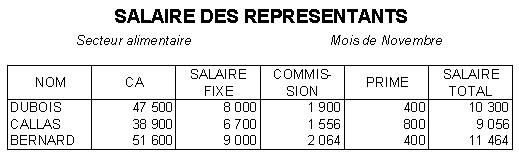 SALAIRE DES REPRESENTANTS
Secteur alimentaire Mois de Novembre
NOM CA SALAIRE FIXE COMMIS-SION PRIME SALAIRE TOTAL
DUBOIS 47 500 8 000 1 900 400 10 300
CALLAS 38 900 6 700 1 556 800 9 056
BERNARD 51 600 9 000 2 064 400 11 464